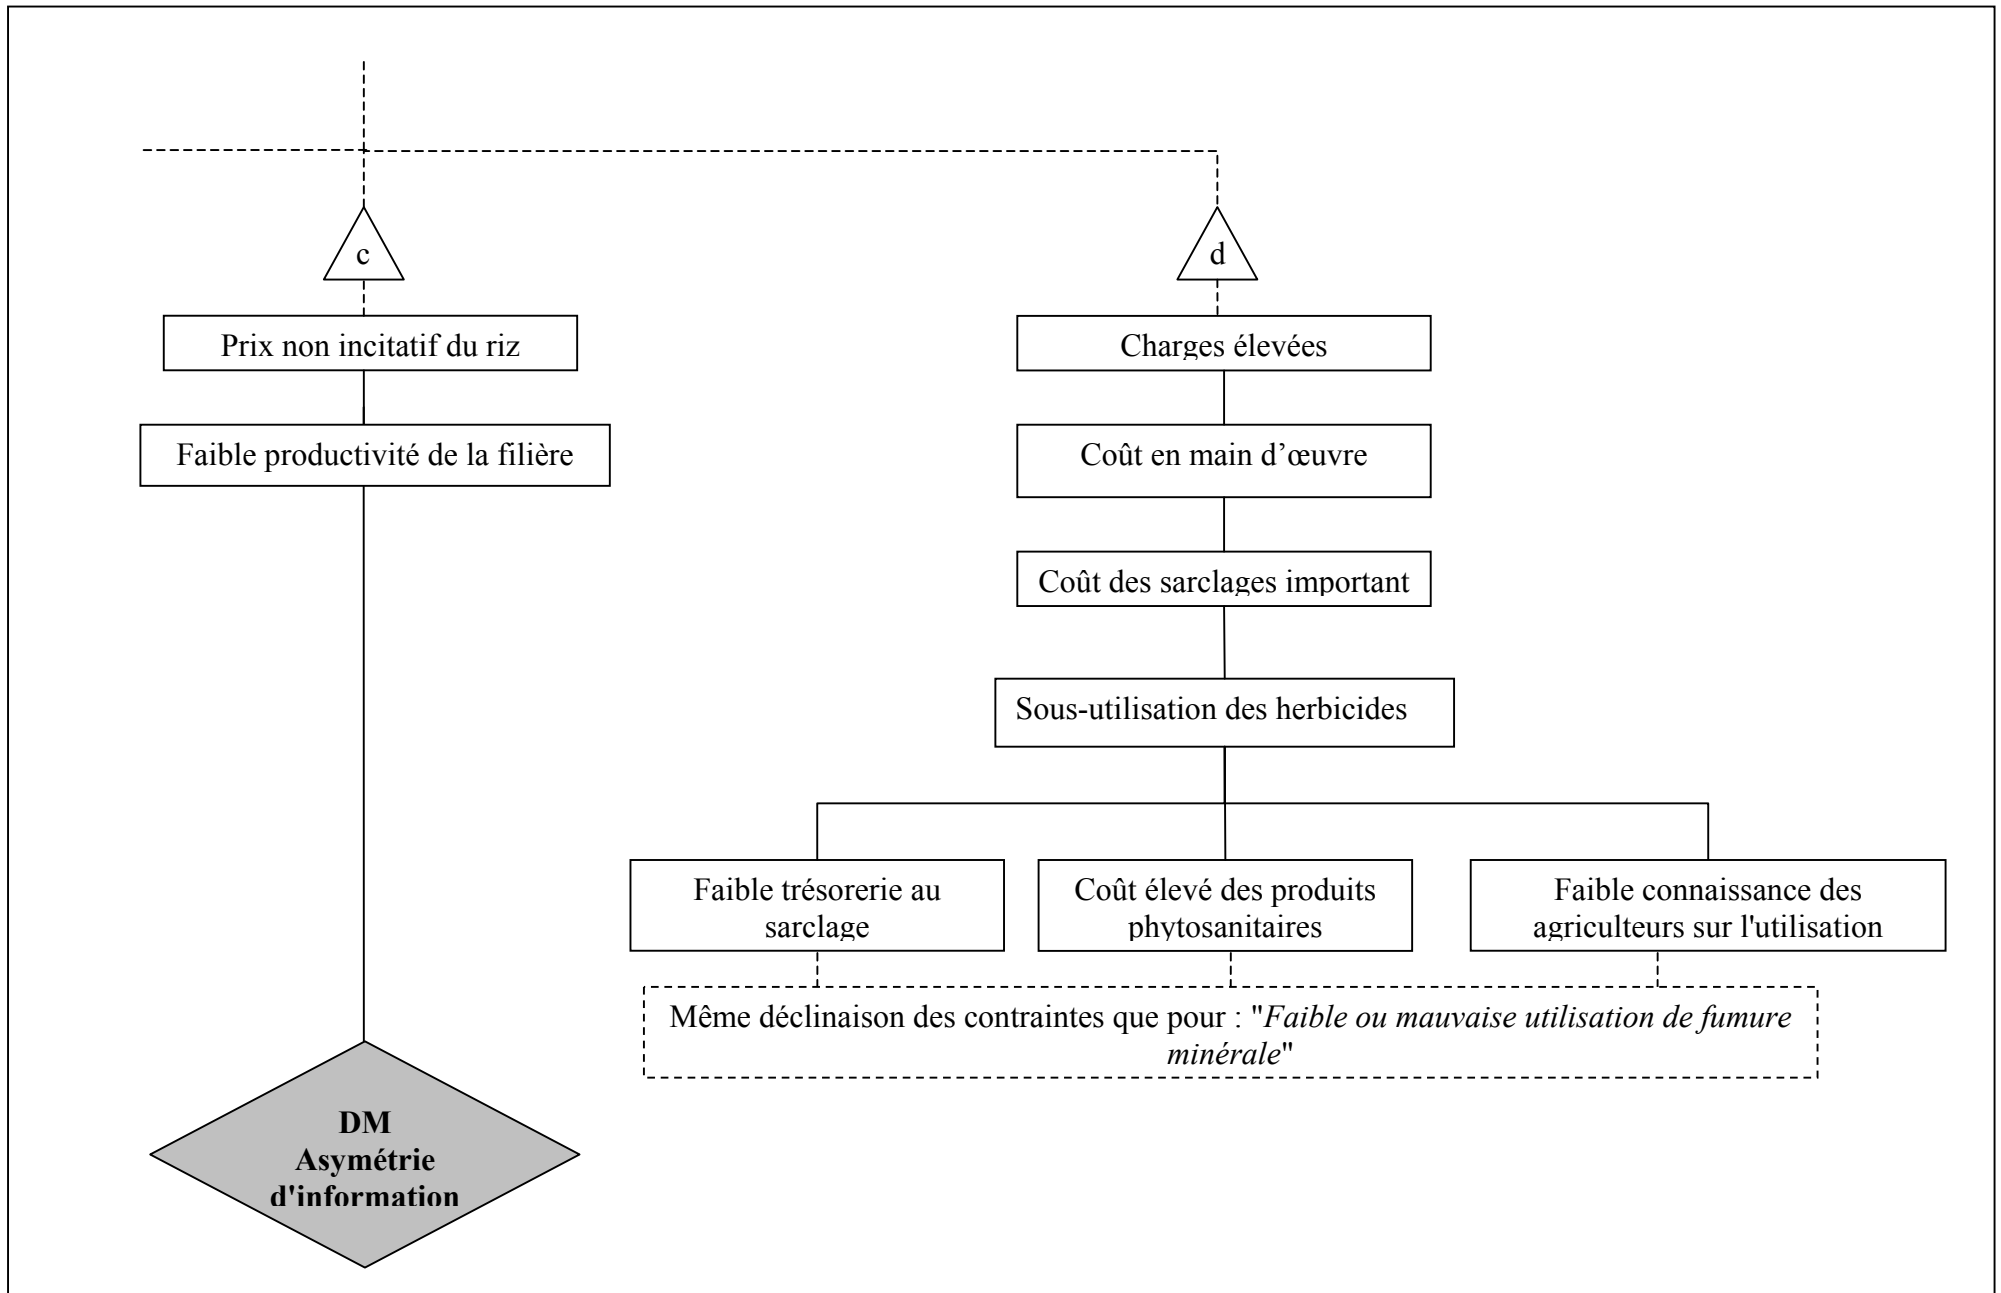 c
d
Prix non incitatif du riz
Charges élevées
Faible productivité de la filière
Coût en main d’œuvre
Coût des sarclages important
Sous-utilisation des herbicides
Faible trésorerie au
sarclage
Coût élevé des produits
phytosanitaires
Faible connaissance des
agriculteurs sur l'utilisation
Même déclinaison des contraintes que pour : "Faible ou mauvaise utilisation de fumure
minérale"
DM
Asymétrie
d'information